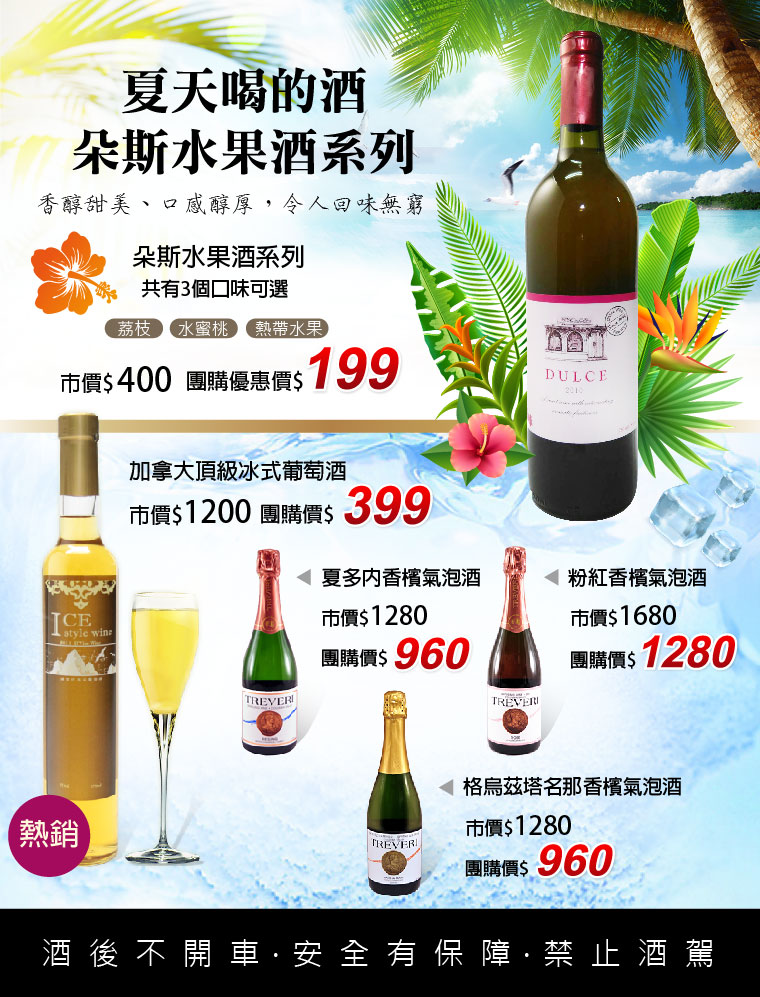 夏天喝的酒
朵斯水果酒系列
香醇甜美、口感醇厚，令人回味無窮
朵斯水果酒系列
共有3個口味可選
荔枝 水蜜桃 熱帶水果
市價$400 團購優惠價$199
DULCE
2010
加拿大頂級冰式葡萄酒
市價$1200 團購價$ 399
ICE
style wine
夏多内香檳氣泡酒
市價$1280
團購價$ 960
TREVERI
粉紅香檳氣泡酒
市價$1680
團購價$ 1280
TREVERI
格烏茲塔名那香檳氣泡酒
市價$1280
團購價$ 960
TREVERI
熱銷
酒後不開車·安全有保障·禁止酒駕